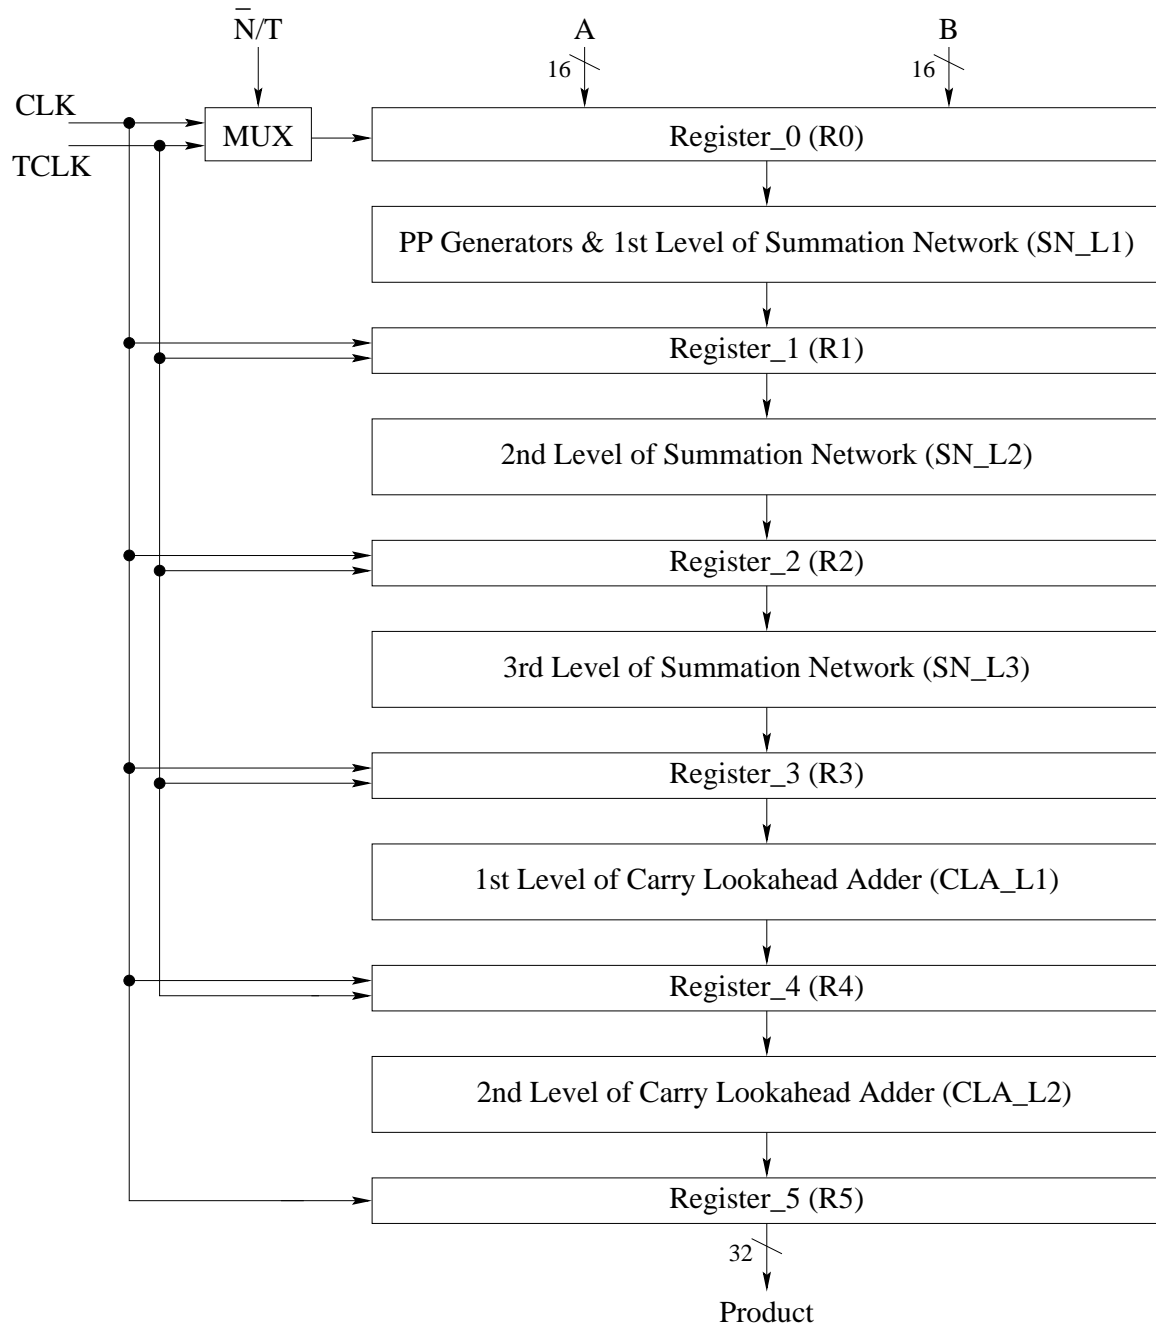 N̄/T
A
B
16
16
CLK
MUX
TCLK
Register_0 (R0)
PP Generators & 1st Level of Summation Network (SN_L1)
Register_1 (R1)
2nd Level of Summation Network (SN_L2)
Register_2 (R2)
3rd Level of Summation Network (SN_L3)
Register_3 (R3)
1st Level of Carry Lookahead Adder (CLA_L1)
Register_4 (R4)
2nd Level of Carry Lookahead Adder (CLA_L2)
Register_5 (R5)
32
Product